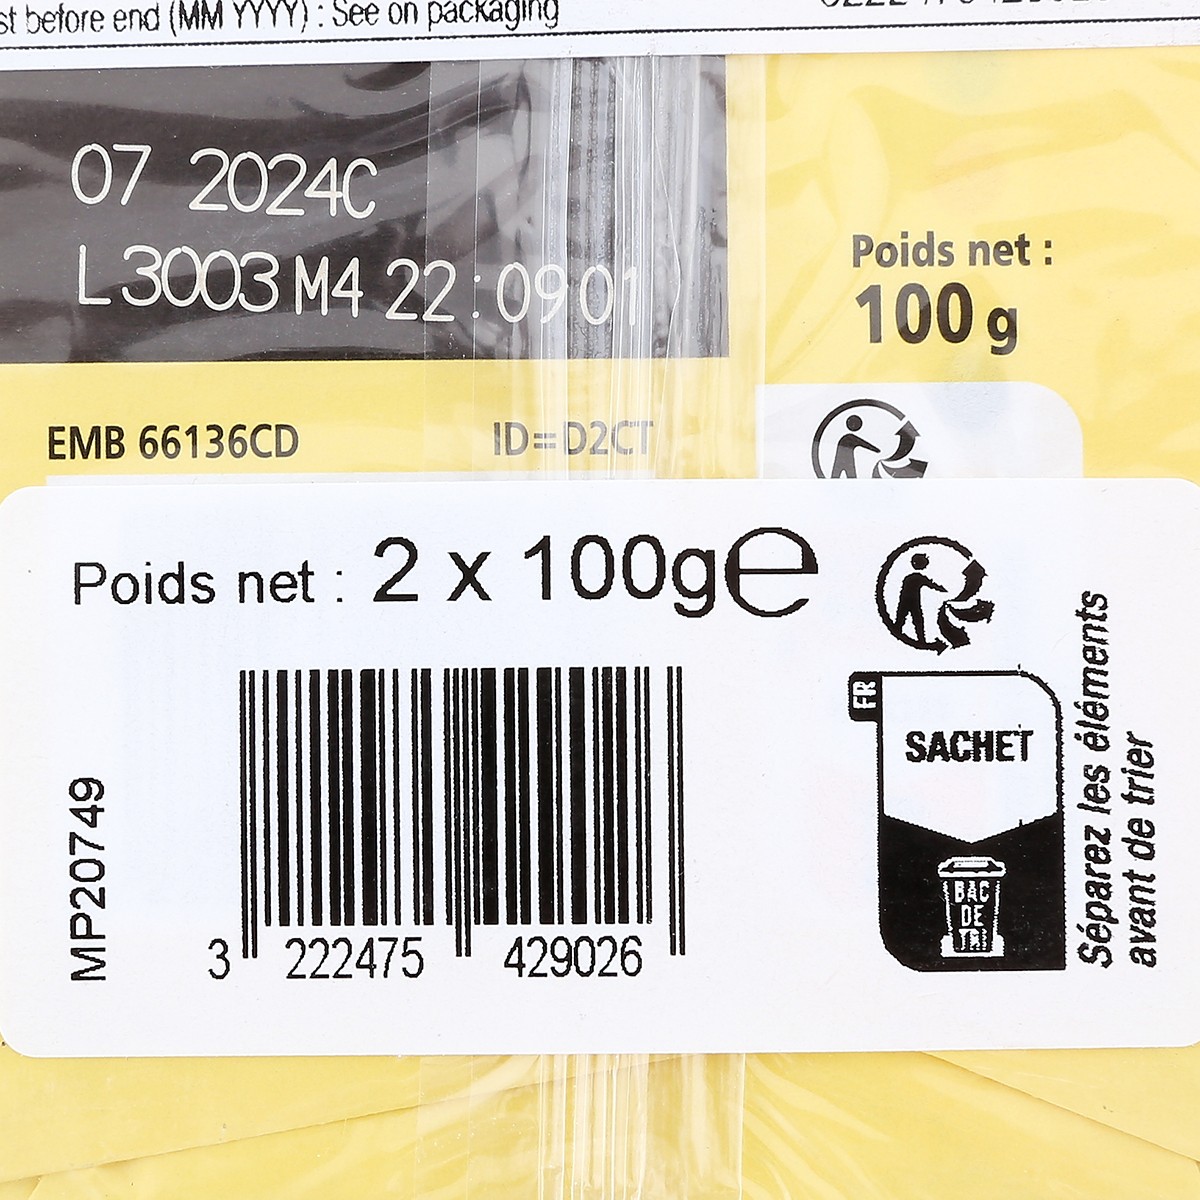 before end (MM YYYY) : See on packaging
07 2024C
L3003 M4 22:09 01
Poids net :
100 g
EMB 66136CD
ID=D2CT
Poids net : 2 x 100g e
FR
SACHET
BAC
DE
TRI
Séparez les éléments
avant de trier
MP20749
3 222475 429026